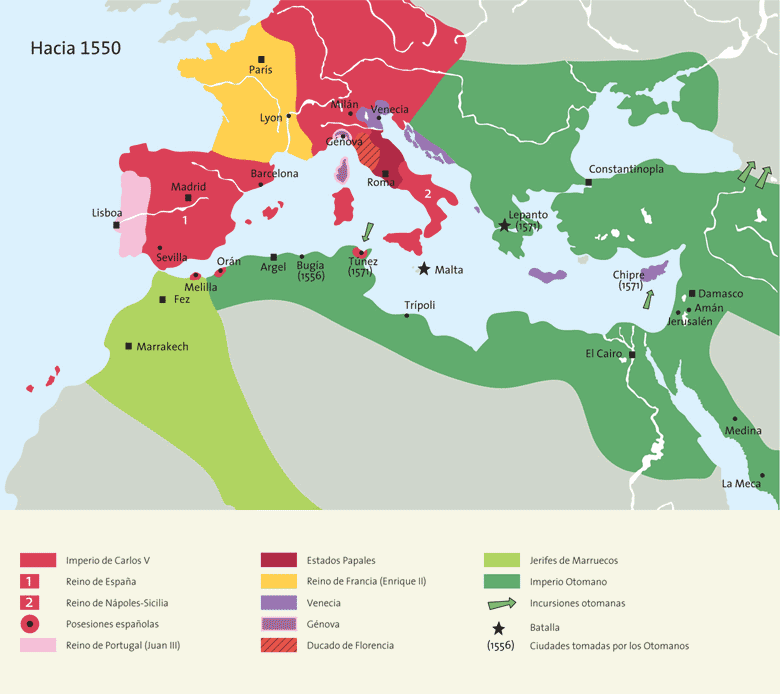 Hacia 1550
París
Lyon
Milán
Venecia
Génova
Constantinopla
Barcelona
Madrid
Roma
2
Lisboa
1
Lepanto
(1571)
Sevilla
Orán
Argel
Bugía
(1556)
Túnez
(1571)
Malta
Chipre
(1571)
Melilla
Fez
Damasco
Trípoli
Amán
Jerusalén
Marrakech
El Cairo
Medina
La Meca
Imperio de Carlos V
1 Reino de España
2 Reino de Nápoles-Sicilia
Posesiones españolas
Reino de Portugal (Juan III)
Estados Papales
Reino de Francia (Enrique II)
Venecia
Génova
Ducado de Florencia
Jerifes de Marruecos
Imperio Otomano
Incursiones otomanas
Batalla
(1556) Ciudades tomadas por los Otomanos